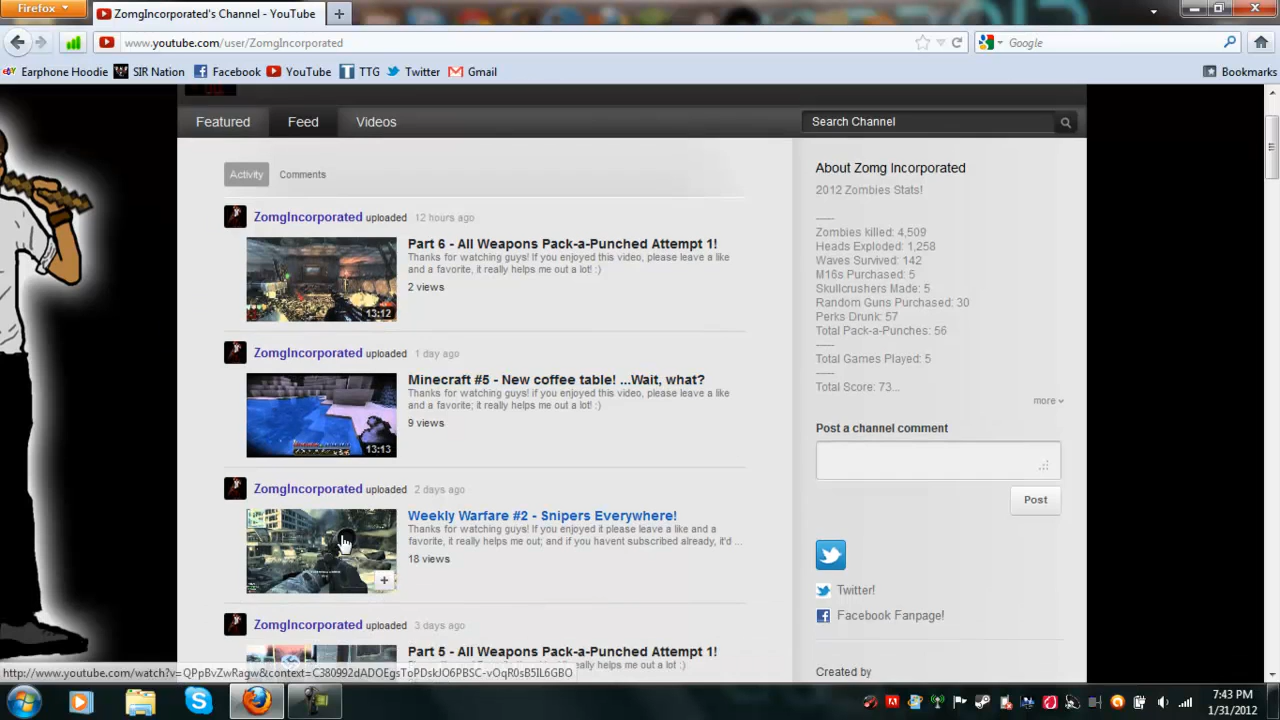 Firefox
ZomgIncorporated's Channel - YouTube
www.youtube.com/user/ZomgIncorporated
Google
Earphone Hoodie
SIR Nation
Facebook
YouTube
TTG
Twitter
Gmail
Bookmarks
Featured
Feed
Videos
Search Channel
Activity
Comments
ZomgIncorporated uploaded 12 hours ago
Part 6 - All Weapons Pack-a-Punched Attempt 1!
Thanks for watching guys! If you enjoyed this video, please leave a like
and a favorite, it really helps me out a lot! :)
2 views
13:12
ZomgIncorporated uploaded 1 day ago
Minecraft #5 - New coffee table! ...Wait, what?
Thanks for watching guys! if you enjoyed this video, please leave a like
and a favorite; it really helps me out a lot! :)
9 views
13:13
ZomgIncorporated uploaded 2 days ago
Weekly Warfare #2 - Snipers Everywhere!
Thanks for watching guys! If you enjoyed it please leave a like and a
favorite, it really helps me out; and if you havent subscribed already, it'd ...
18 views
ZomgIncorporated uploaded 3 days ago
Part 5 - All Weapons Pack-a-Punched Attempt 1!
About Zomg Incorporated
2012 Zombies Stats!
------
Zombies killed: 4,509
Heads Exploded: 1,258
Waves Survived: 142
M16s Purchased: 5
Skullcrushers Made: 5
Random Guns Purchased: 30
Perks Drunk: 57
Total Pack-a-Punches: 56
------
Total Games Played: 5
------
Total Score: 73...
more
Post a channel comment
Post
Twitter!
Facebook Fanpage!
Created by
http://www.youtube.com/watch?v=QPpBvZwRagw&context=C380992dADOEgsToPDskJO6PBSC-vOqR0sB5IL6GBO
7:43 PM
1/31/2012